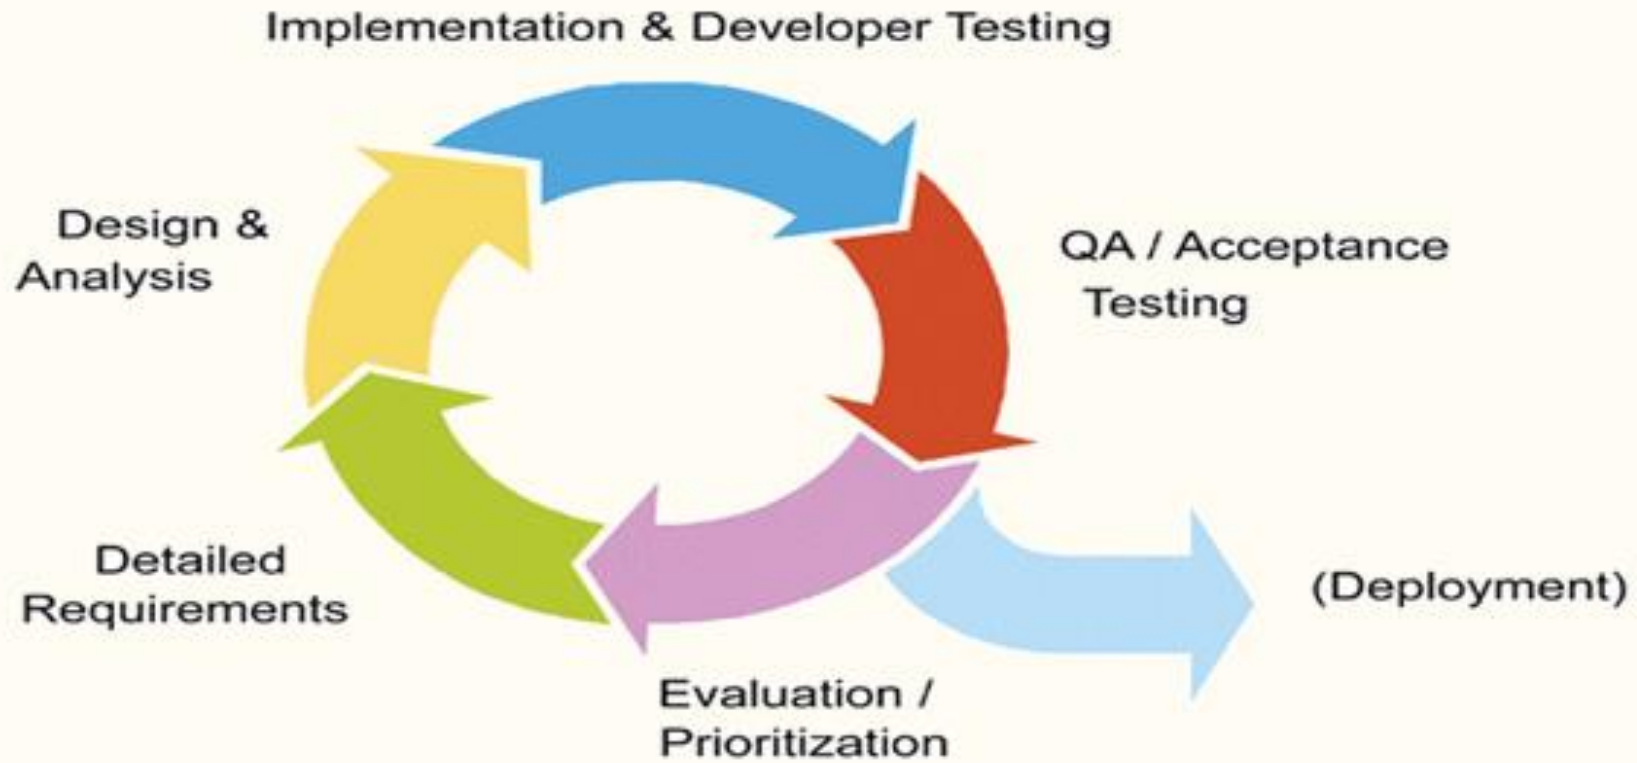 Implementation & Developer Testing
Design &
Analysis
QA / Acceptance
Testing
Detailed
Requirements
(Deployment)
Evaluation /
Prioritization